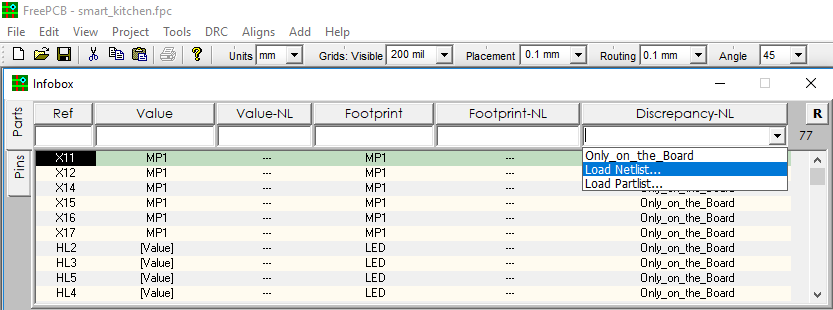 FreePCB - smart_kitchen.fpc
File Edit View Project Tools DRC Aligns Add Help
Units mm Grids: Visible 200 mil Placement 0.1 mm Routing 0.1 mm Angle 45
Infobox
Parts
Pins
Ref Value Value-NL Footprint Footprint-NL Discrepancy-NL R
77
Only_on_the_Board
Load Netlist...
Load Partlist...
X11 MP1 --- MP1 ---
X12 MP1 --- MP1 ---
X14 MP1 --- MP1 --- Only_on_the_Board
X15 MP1 --- MP1 --- Only_on_the_Board
X16 MP1 --- MP1 --- Only_on_the_Board
X17 MP1 --- MP1 --- Only_on_the_Board
HL2 [Value] --- LED --- Only_on_the_Board
HL3 [Value] --- LED --- Only_on_the_Board
HL5 [Value] --- LED --- Only_on_the_Board
HL4 [Value] --- LED --- Only_on_the_Board